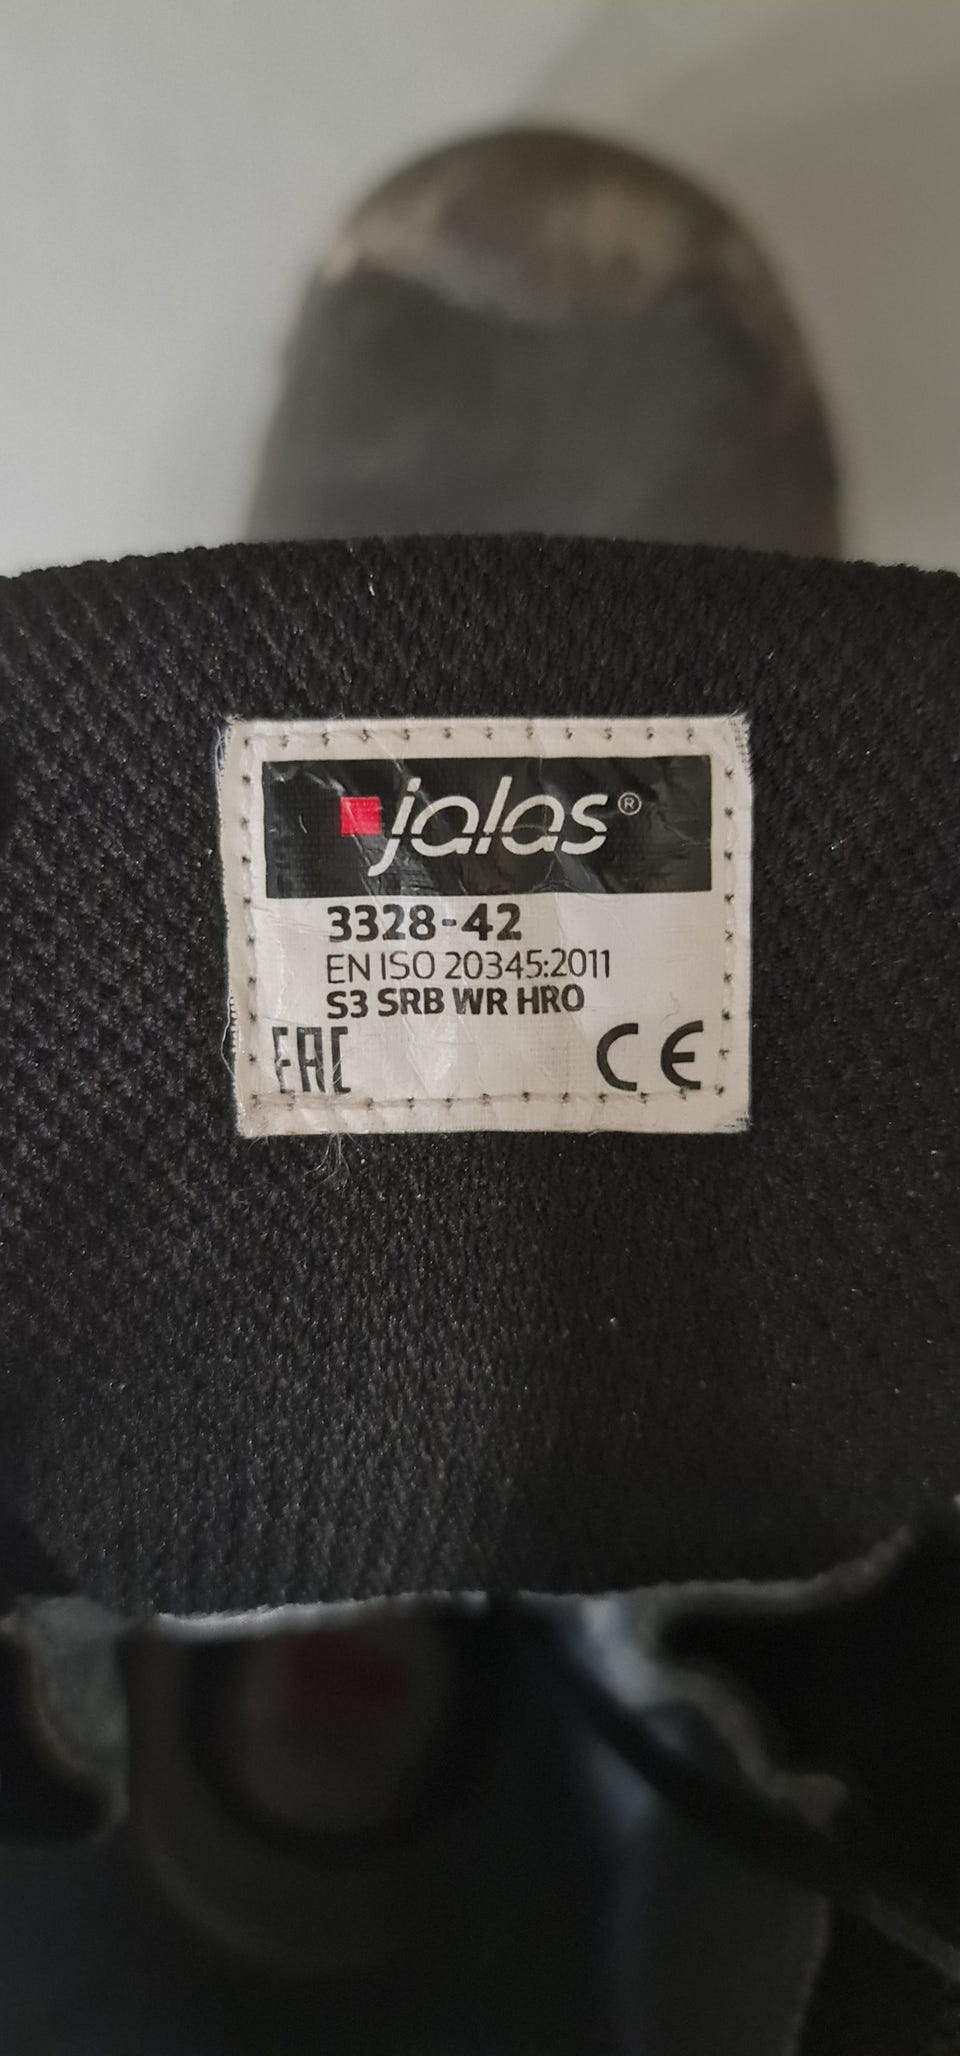 jalas®
3328-42
EN ISO 20345:2011
S3 SRB WR HRO
EAC CE